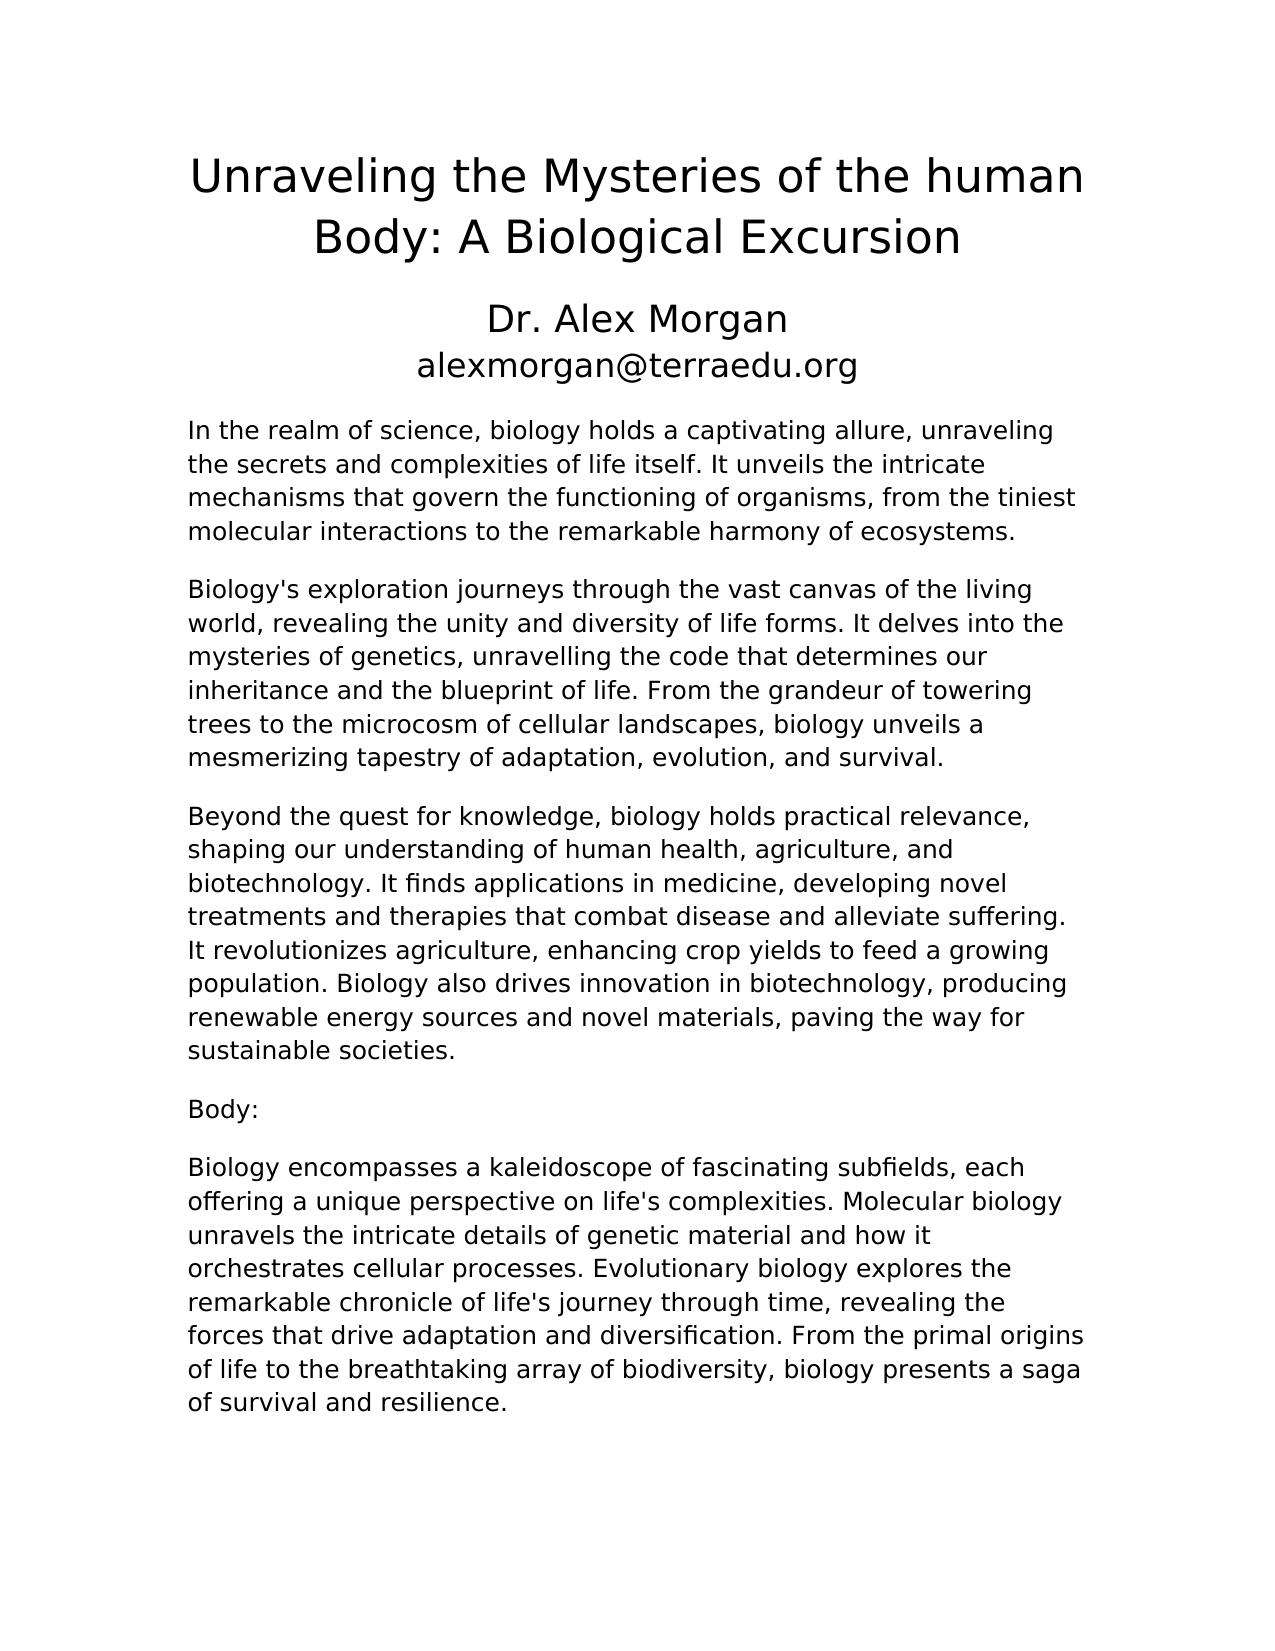 Unraveling the Mysteries of the human
Body: A Biological Excursion
Dr. Alex Morgan
alexmorgan@terraedu.org
In the realm of science, biology holds a captivating allure, unraveling
the secrets and complexities of life itself. It unveils the intricate
mechanisms that govern the functioning of organisms, from the tiniest
molecular interactions to the remarkable harmony of ecosystems.
Biology's exploration journeys through the vast canvas of the living
world, revealing the unity and diversity of life forms. It delves into the
mysteries of genetics, unravelling the code that determines our
inheritance and the blueprint of life. From the grandeur of towering
trees to the microcosm of cellular landscapes, biology unveils a
mesmerizing tapestry of adaptation, evolution, and survival.
Beyond the quest for knowledge, biology holds practical relevance,
shaping our understanding of human health, agriculture, and
biotechnology. It finds applications in medicine, developing novel
treatments and therapies that combat disease and alleviate suffering.
It revolutionizes agriculture, enhancing crop yields to feed a growing
population. Biology also drives innovation in biotechnology, producing
renewable energy sources and novel materials, paving the way for
sustainable societies.
Body:
Biology encompasses a kaleidoscope of fascinating subfields, each
offering a unique perspective on life's complexities. Molecular biology
unravels the intricate details of genetic material and how it
orchestrates cellular processes. Evolutionary biology explores the
remarkable chronicle of life's journey through time, revealing the
forces that drive adaptation and diversification. From the primal origins
of life to the breathtaking array of biodiversity, biology presents a saga
of survival and resilience.